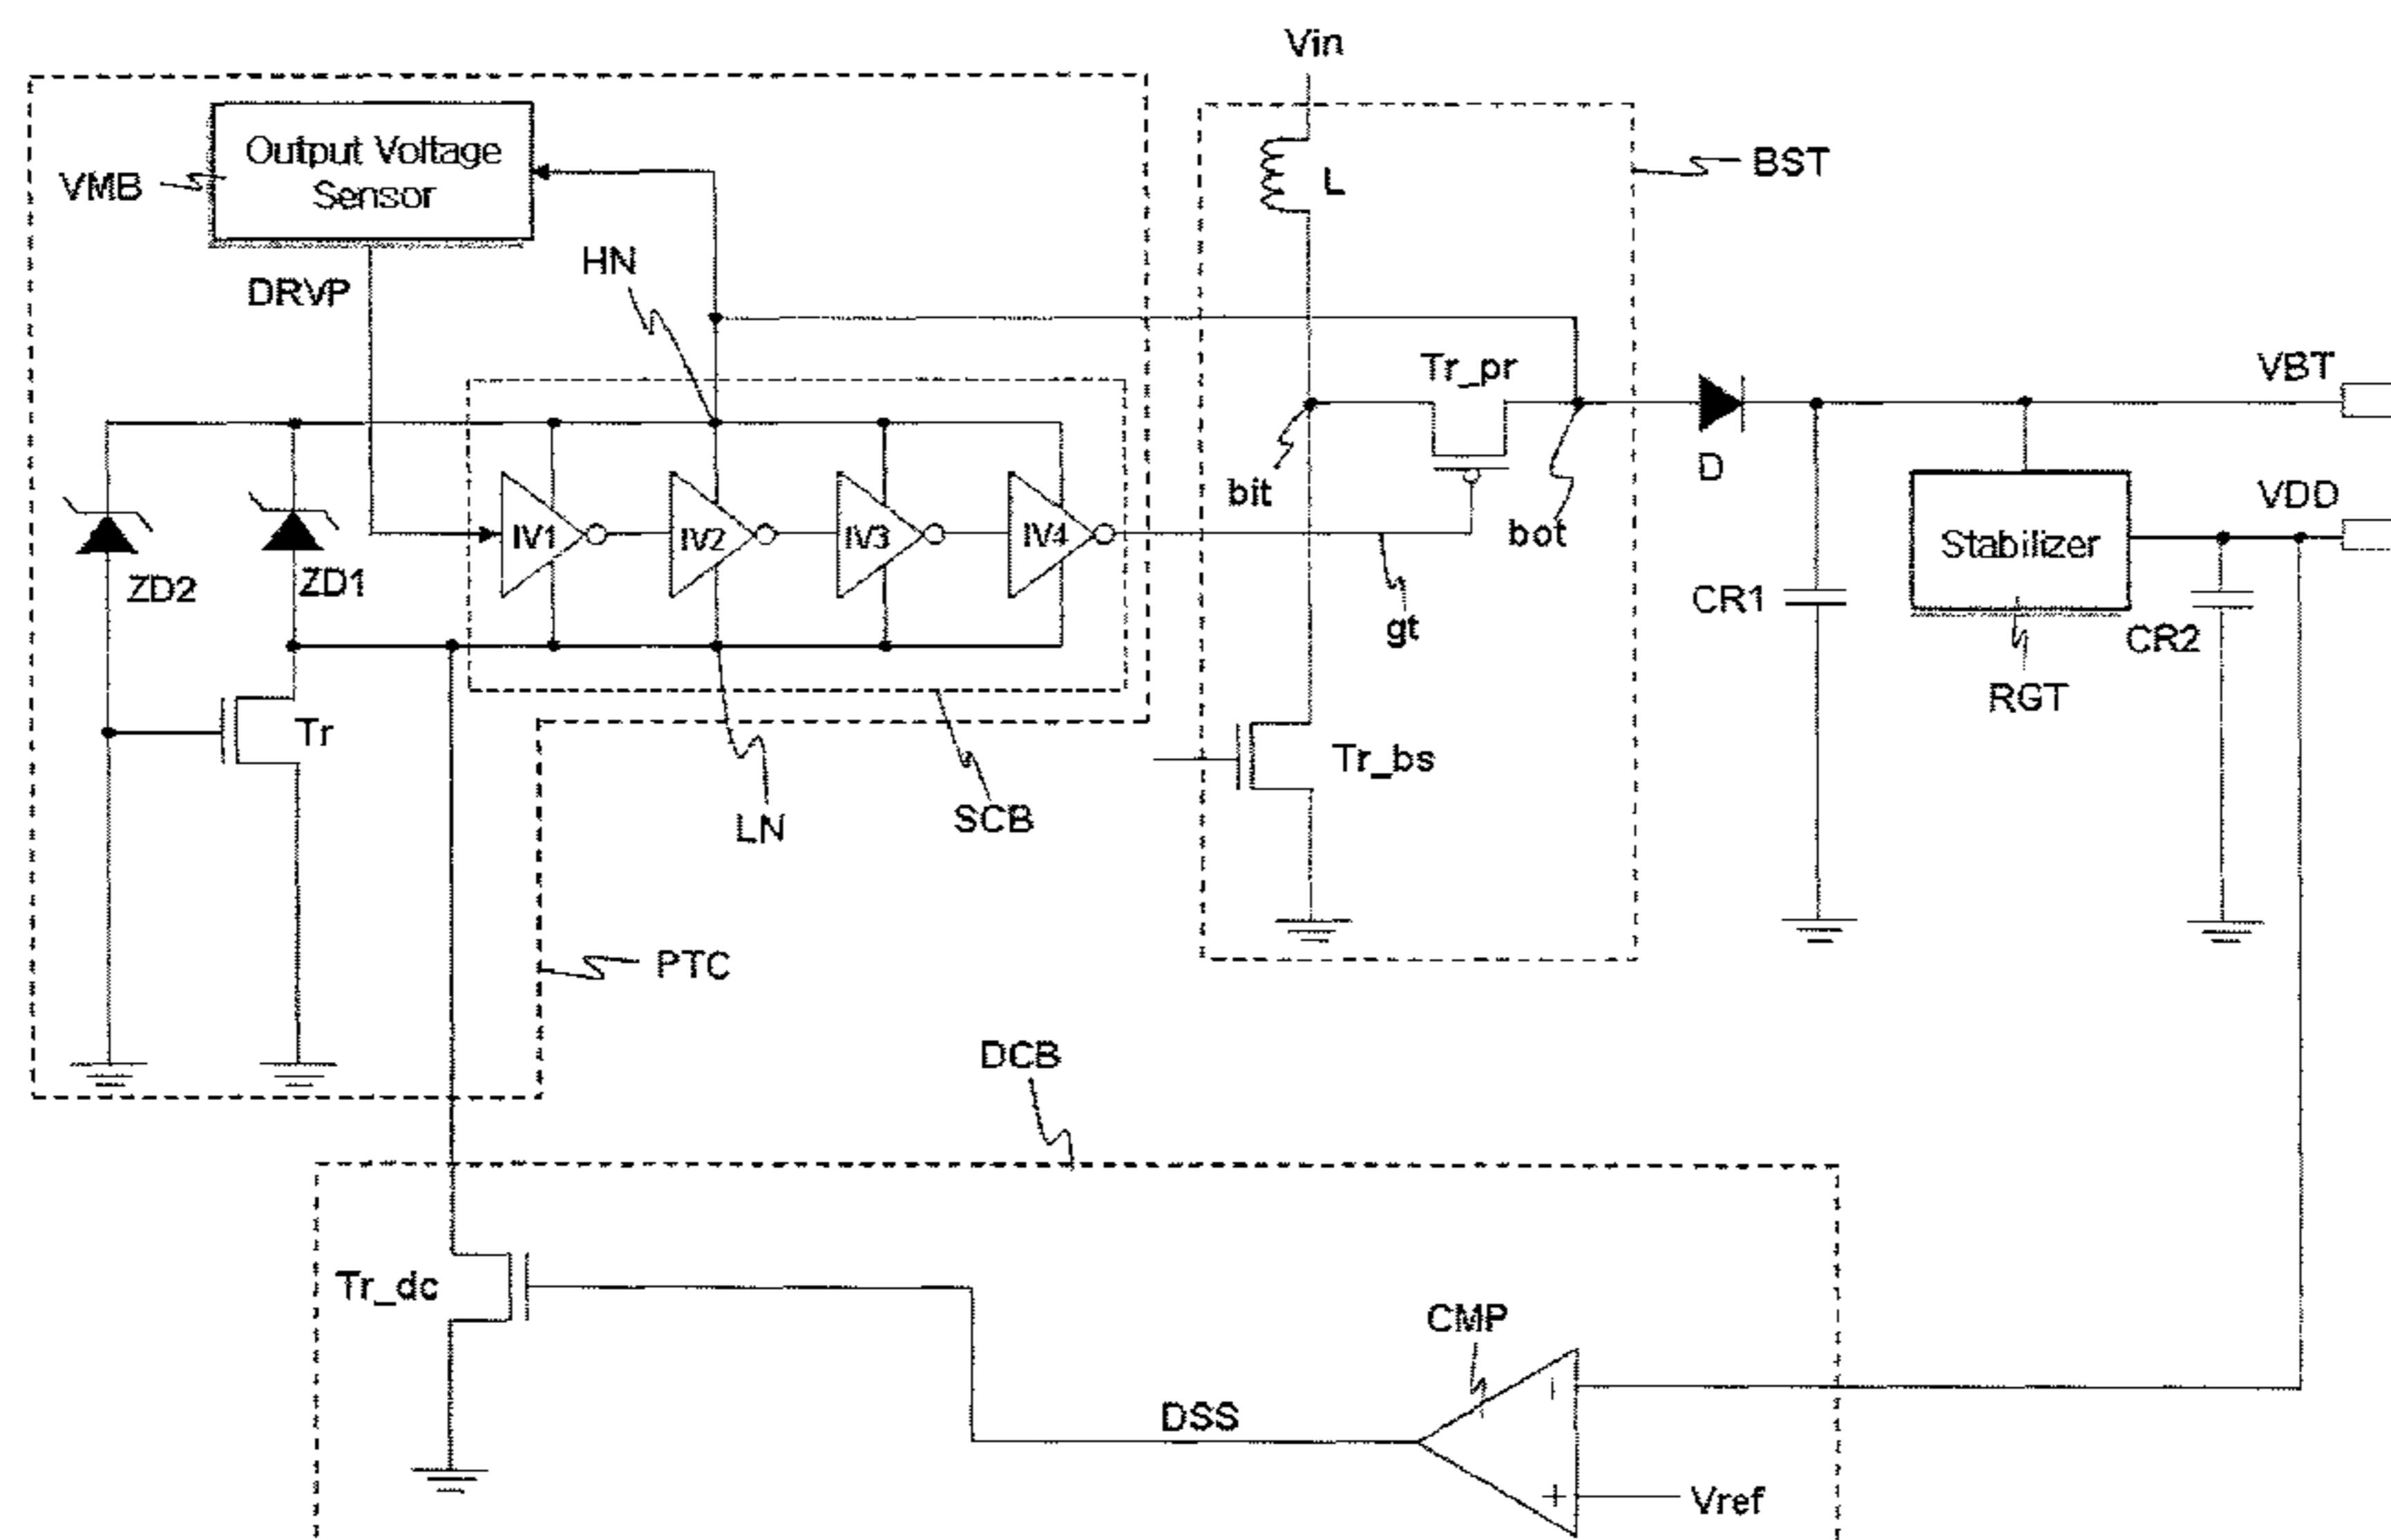 Vin
Output Voltage
Sensor
VMB
BST
L
HN
DRVP
Tr_pr
VBT
bit
D
VDD
IV1
IV2
IV3
IV4
bot
Stabilizer
ZD2
ZD1
CR1
gt
CR2
RGT
Tr
Tr_bs
LN
SCB
PTC
DCB
Tr_dc
CMP
DSS
+
Vref